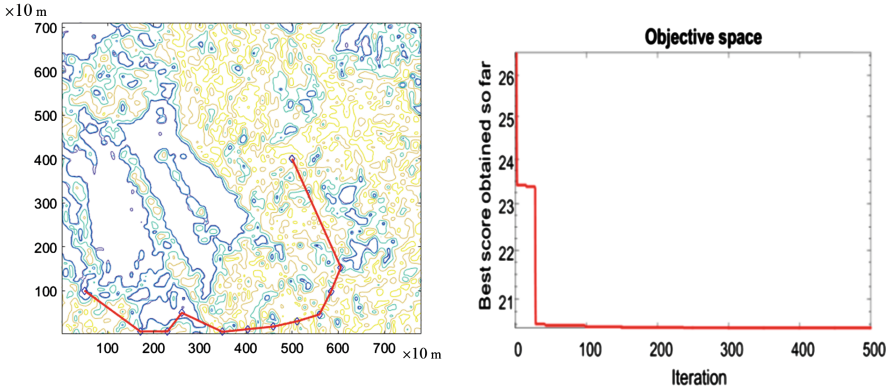 ×10 m
700
600
500
400
300
200
100
100 200 300 400 500 600 700 ×10 m
Objective space
Best score obtained so far
26
25
24
23
22
21
0 100 200 300 400 500
Iteration